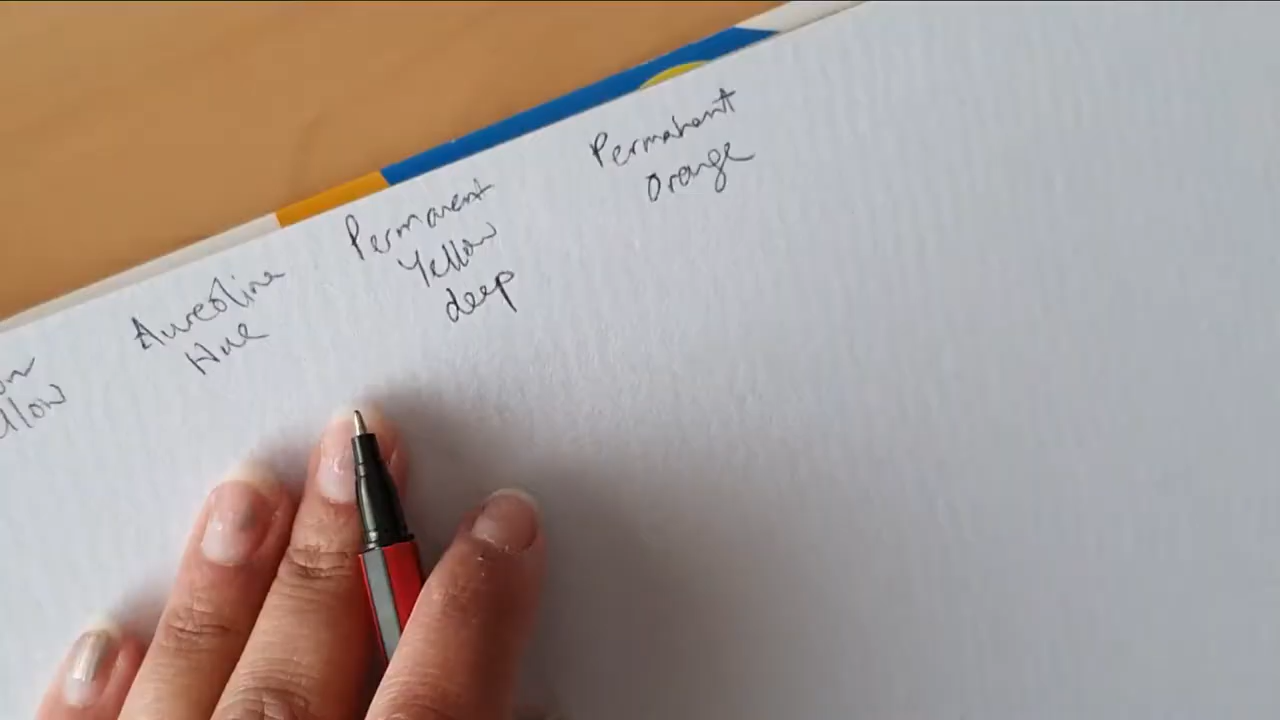 Aureoline
Hue
Permanent
Yellow
deep
Permanent
Orange